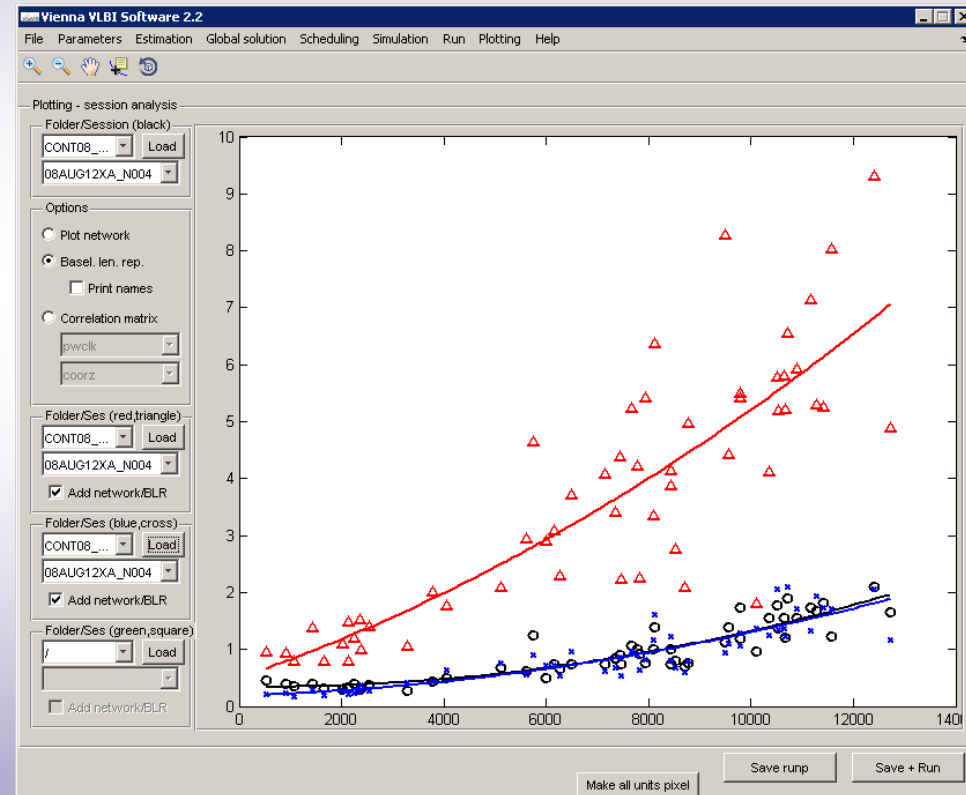 Vienna VLBI Software 2.2
File Parameters Estimation Global solution Scheduling Simulation Run Plotting Help
Plotting - session analysis
Folder/Session (black)
CONT08_... Load
08AUG12XA_N004
Options
Plot network
Basel. len. rep.
Print names
Correlation matrix
pwclk
coorz
Folder/Ses (red,triangle)
CONT08_... Load
08AUG12XA_N004
Add network/BLR
Folder/Ses (blue,cross)
CONT08_... Load
08AUG12XA_N004
Add network/BLR
Folder/Ses (green,square)
/ Load
Add network/BLR
10
9
8
7
6
5
4
3
2
1
0
0 2000 4000 6000 8000 10000 12000 1400
Save runp Save + Run
Make all units pixel